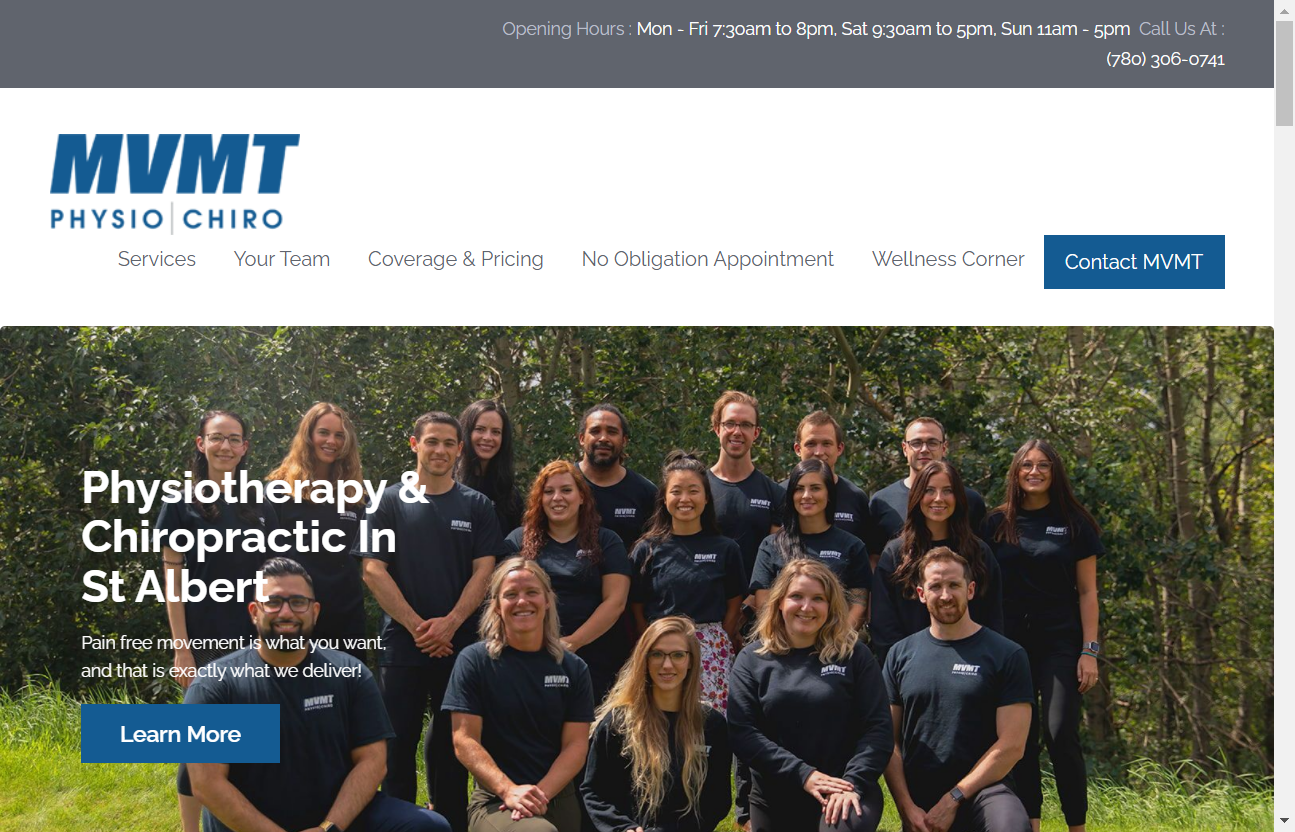 Opening Hours : Mon - Fri 7:30am to 8pm, Sat 9:30am to 5pm, Sun 11am - 5pm Call Us At :
(780) 306-0741
MVMT
PHYSIO | CHIRO
Services Your Team Coverage & Pricing No Obligation Appointment Wellness Corner Contact MVMT
Physiotherapy &
Chiropractic In
St Albert
Pain free movement is what you want,
and that is exactly what we deliver!
Learn More